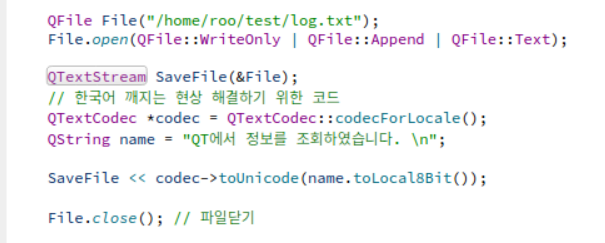 QFile File("/home/roo/test/log.txt");
File.open(QFile::WriteOnly | QFile::Append | QFile::Text);
QTextStream SaveFile(&File);
// 한국어 깨지는 현상 해결하기 위한 코드
QTextCodec *codec = QTextCodec::codecForLocale();
QString name = "QT에서 정보를 조회하였습니다. \n";
SaveFile << codec->toUnicode(name.toLocal8Bit());
File.close(); // 파일닫기